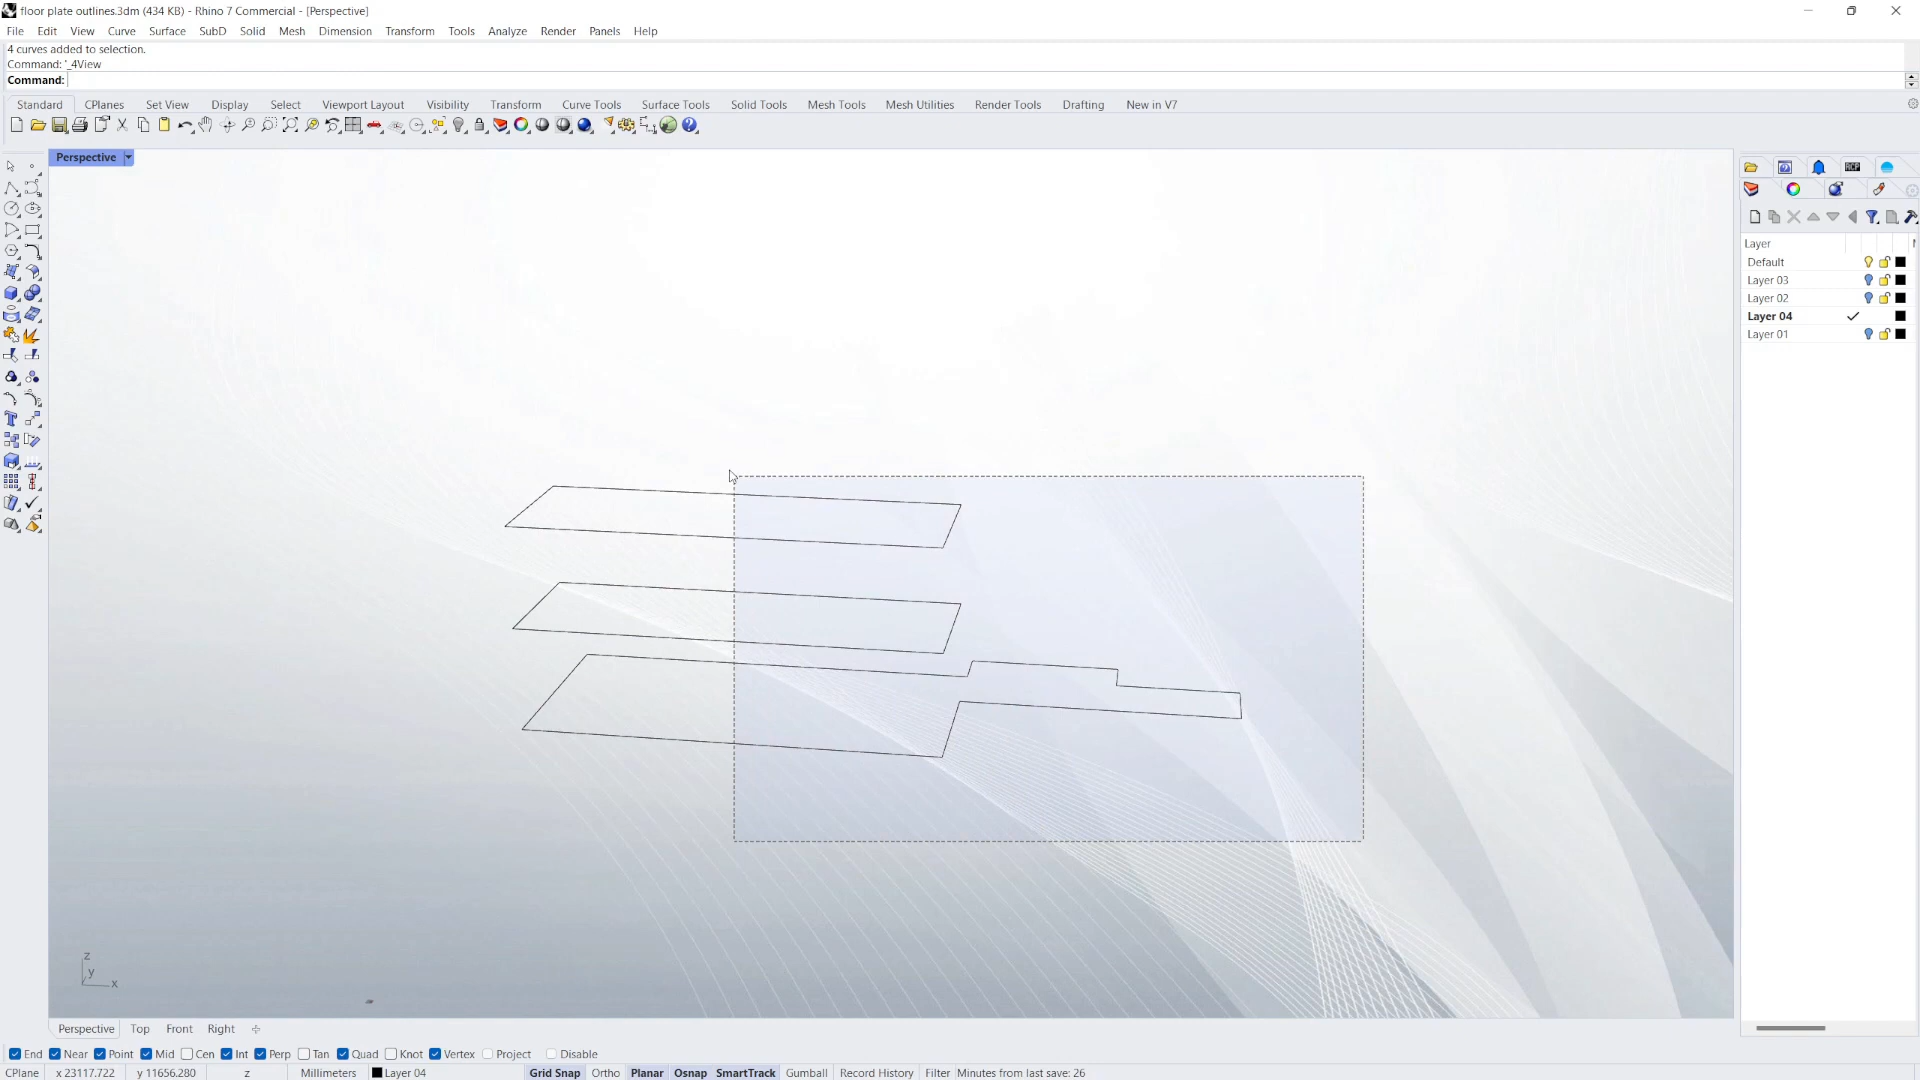 floor plate outlines.3dm (434 KB) - Rhino 7 Commercial - [Perspective]
File Edit View Curve Surface SubD Solid Mesh Dimension Transform Tools Analyze Render Panels Help
4 curves added to selection.
Command: '_4View
Command:
Standard CPlanes Set View Display Select Viewport Layout Visibility Transform Curve Tools Surface Tools Solid Tools Mesh Tools Mesh Utilities Render Tools Drafting New in V7
Perspective
Layer
Default
Layer 03
Layer 02
Layer 04
Layer 01
z
y
x
Perspective Top Front Right
End Near Point Mid Cen Int Perp Tan Quad Knot Vertex Project Disable
CPlane x 23117.722 y 11656.280 z Millimeters Layer 04 Grid Snap Ortho Planar Osnap SmartTrack Gumball Record History Filter Minutes from last save: 26